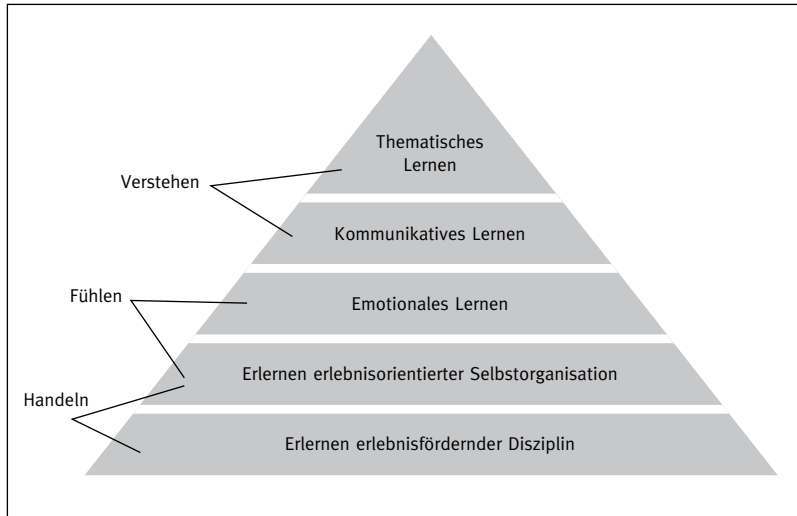 Thematisches
Lernen
Verstehen
Kommunikatives Lernen
Fühlen
Emotionales Lernen
Erlernen erlebnisorientierter Selbstorganisation
Handeln
Erlernen erlebnisfördernder Disziplin